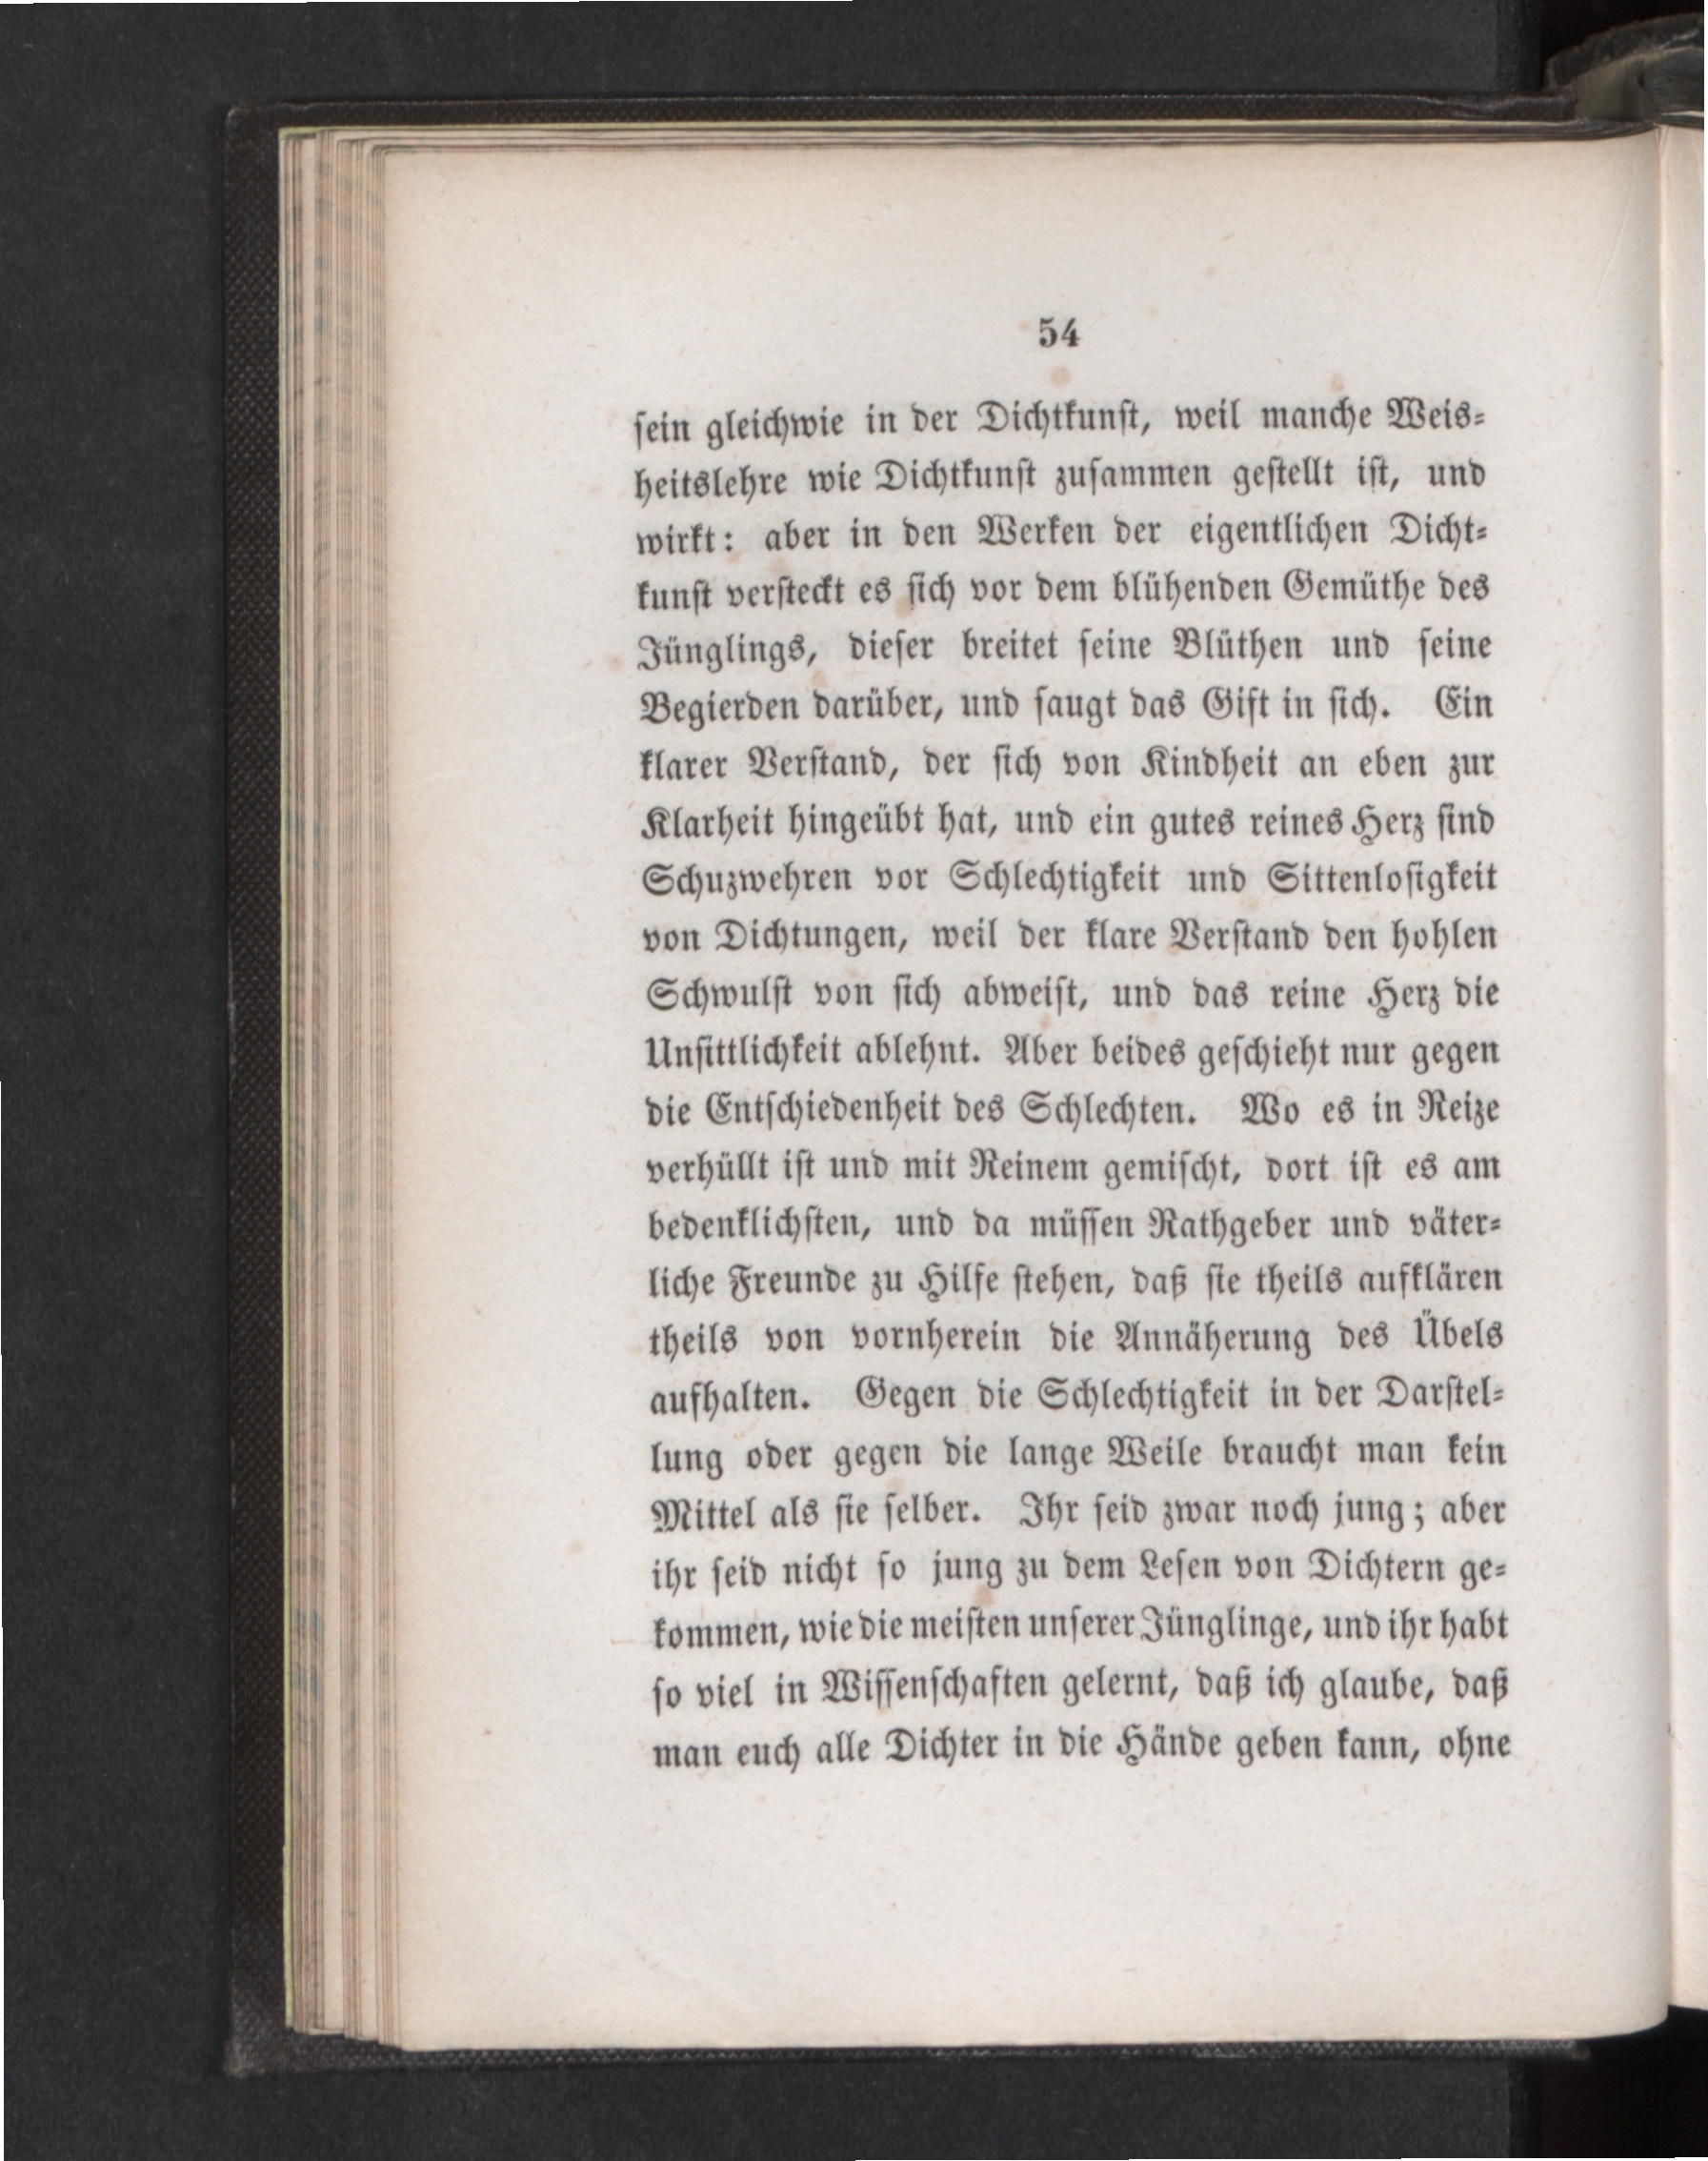 54
sein gleichwie in der Dichtkunst, weil manche Weis-
heitslehre wie Dichtkunst zusammen gestellt ist, und
wirkt: aber in den Werken der eigentlichen Dicht-
kunst versteckt es sich vor dem blühenden Gemüthe des
Jünglings, dieser breitet seine Blüthen und seine
Begierden darüber, und saugt das Gift in sich. Ein
klarer Verstand, der sich von Kindheit an eben zur
Klarheit hingeübt hat, und ein gutes reines Herz sind
Schuzwehren vor Schlechtigkeit und Sittenlosigkeit
von Dichtungen, weil der klare Verstand den hohlen
Schwulst von sich abweist, und das reine Herz die
Unsittlichkeit ablehnt. Aber beides geschieht nur gegen
die Entschiedenheit des Schlechten. Wo es in Reize
verhüllt ist und mit Reinem gemischt, dort ist es am
bedenklichsten, und da müssen Rathgeber und väter-
liche Freunde zu Hilfe stehen, daß sie theils aufklären
theils von vornherein die Annäherung des Übels
aufhalten. Gegen die Schlechtigkeit in der Darstel-
lung oder gegen die lange Weile braucht man kein
Mittel als sie selber. Ihr seid zwar noch jung; aber
ihr seid nicht so jung zu dem Lesen von Dichtern ge-
kommen, wie die meisten unserer Jünglinge, und ihr habt
so viel in Wissenschaften gelernt, daß ich glaube, daß
man euch alle Dichter in die Hände geben kann, ohne